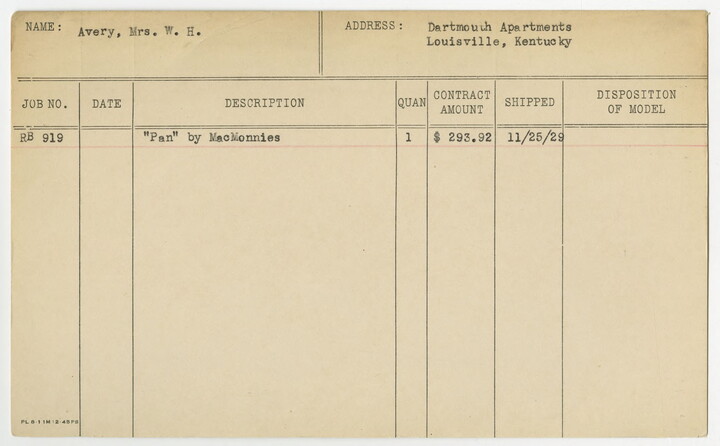 NAME: Avery, Mrs. W. H.
ADDRESS: Dartmouth Apartments
Louisville, Kentucky
JOB NO. DATE DESCRIPTION QUAN CONTRACT AMOUNT SHIPPED DISPOSITION OF MODEL
RB 919 "Pan" by MacMonnies 1 $ 293.92 11/25/29